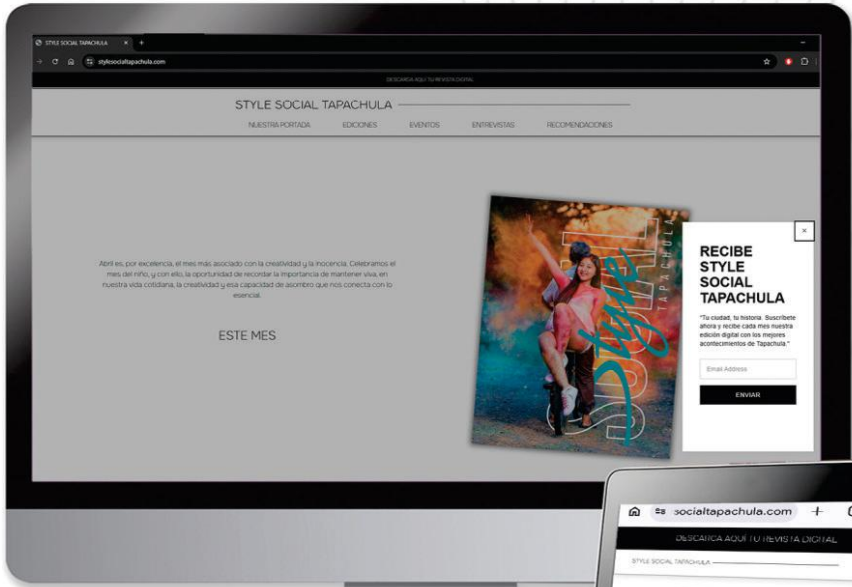 STYLE SOCIAL TAPACHULA
stylesocialtapachula.com
DESCARGA AQUÍ TU REVISTA DIGITAL
STYLE SOCIAL TAPACHULA
NUESTRA PORTADA EDICIONES EVENTOS ENTREVISTAS RECOMENDACIONES
Abril es, por excelencia, el mes más asociado con la creatividad y la inocencia. Celebramos el
mes del niño, y con ello, la oportunidad de recordar la importancia de mantener viva, en
nuestra vida cotidiana, la creatividad y esa capacidad de asombro que nos conecta con lo
esencial.
ESTE MES
Style
SOCIAL
TAPACHULA
RECIBE
STYLE
SOCIAL
TAPACHULA
"Tu ciudad, tu historia. Suscríbete
ahora y recibe cada mes nuestra
edición digital con los mejores
acontecimientos de Tapachula."
Email Address
ENVIAR
socialtapachula.com
DESCARGA AQUÍ TU REVISTA DIGITAL
STYLE SOCIAL TAPACHULA